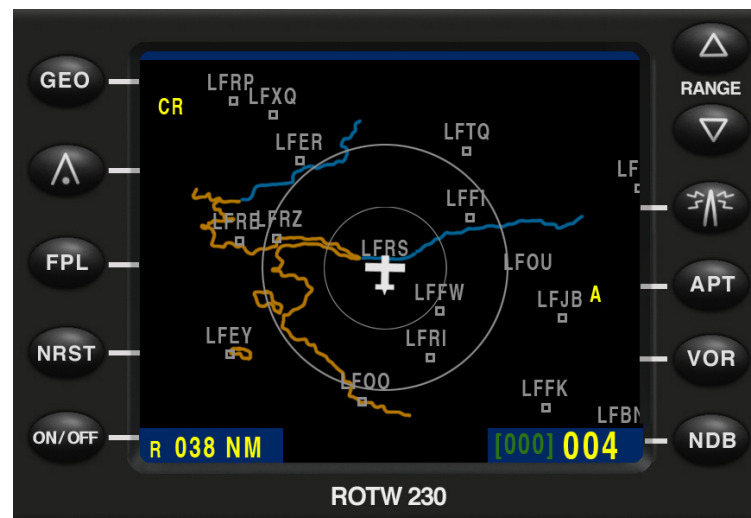 GEO
RANGE
LFRP
LFXQ
CR
LFER
LFTQ
LF
LFFI
LFRE
LFRZ
LFRS
FPL
LFOU
APT
LFFW
LFJB
A
NRST
LFEY
LFRI
VOR
LFOO
LFFK
LFBN
ON/OFF
R 038 NM
[000] 004
NDB
ROTW 230